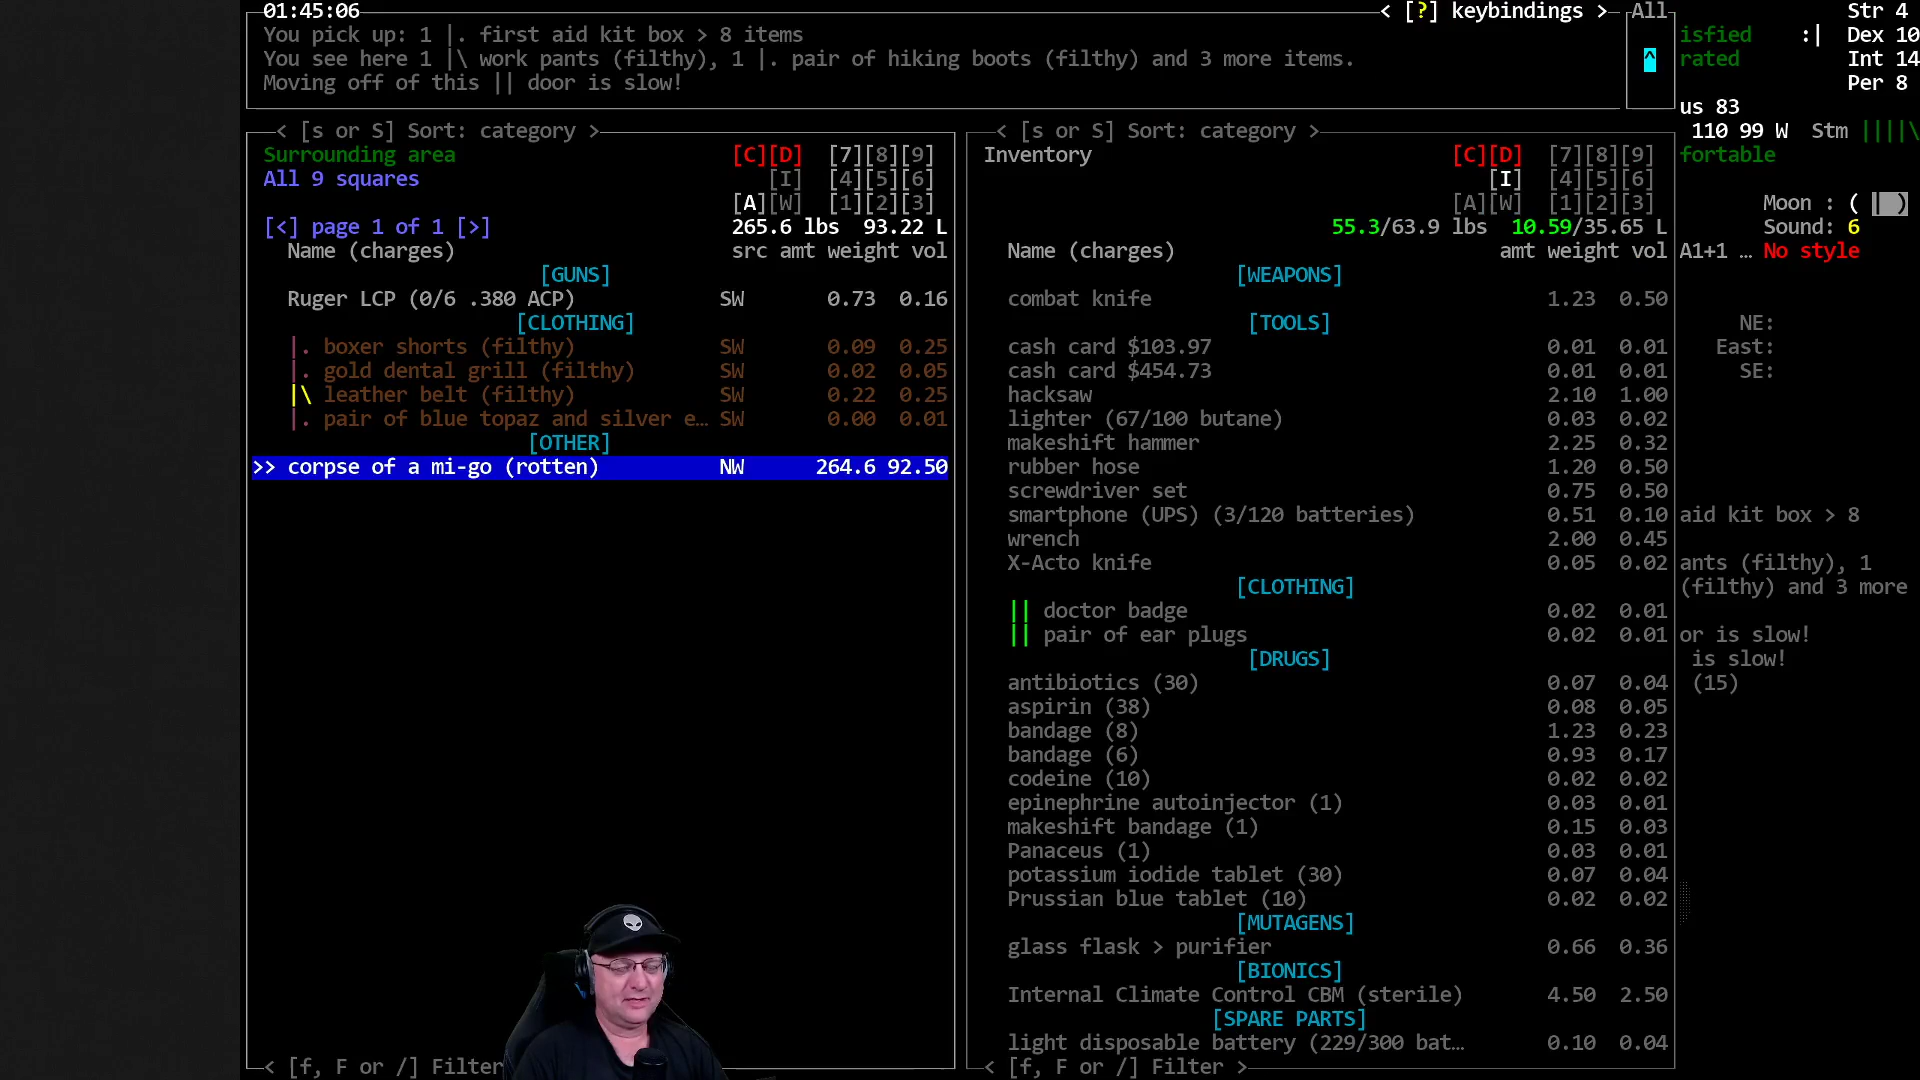 01:45:06
< [?] keybindings >
You pick up: 1 |. first aid kit box > 8 items
You see here 1 |\ work pants (filthy), 1 |. pair of hiking boots (filthy) and 3 more items.
Moving off of this || door is slow!
All
^
< [s or S] Sort: category >
Surrounding area
All 9 squares
[C][D] [7][8][9]
[I] [4][5][6]
[A][W] [1][2][3]
[<] page 1 of 1 [>]
265.6 lbs 93.22 L
Name (charges) src amt weight vol
[GUNS]
Ruger LCP (0/6 .380 ACP) SW 0.73 0.16
[CLOTHING]
|. boxer shorts (filthy) SW 0.09 0.25
|. gold dental grill (filthy) SW 0.02 0.05
|\ leather belt (filthy) SW 0.22 0.25
|. pair of blue topaz and silver e… SW 0.00 0.01
[OTHER]
>> corpse of a mi-go (rotten) NW 264.6 92.50
< [f, F or /] Filter
< [s or S] Sort: category >
Inventory
[C][D] [7][8][9]
[I] [4][5][6]
[A][W] [1][2][3]
55.3/63.9 lbs 10.59/35.65 L
Name (charges) amt weight vol
[WEAPONS]
combat knife 1.23 0.50
[TOOLS]
cash card $103.97 0.01 0.01
cash card $454.73 0.01 0.01
hacksaw 2.10 1.00
lighter (67/100 butane) 0.03 0.02
makeshift hammer 2.25 0.32
rubber hose 1.20 0.50
screwdriver set 0.75 0.50
smartphone (UPS) (3/120 batteries) 0.51 0.10
wrench 2.00 0.45
X-Acto knife 0.05 0.02
[CLOTHING]
|| doctor badge 0.02 0.01
|| pair of ear plugs 0.02 0.01
[DRUGS]
antibiotics (30) 0.07 0.04
aspirin (38) 0.08 0.05
bandage (8) 1.23 0.23
bandage (6) 0.93 0.17
codeine (10) 0.02 0.02
epinephrine autoinjector (1) 0.03 0.01
makeshift bandage (1) 0.15 0.03
Panaceus (1) 0.03 0.01
potassium iodide tablet (30) 0.07 0.04
Prussian blue tablet (10) 0.02 0.02
[MUTAGENS]
glass flask > purifier 0.66 0.36
[BIONICS]
Internal Climate Control CBM (sterile) 4.50 2.50
[SPARE PARTS]
light disposable battery (229/300 bat… 0.10 0.04
< [f, F or /] Filter >
Str 4
isfied :| Dex 10
rated Int 14
Per 8
us 83
110 99 W Stm ||||\
fortable
Moon : ( | )
Sound: 6
A1+1 … No style
NE:
East:
SE:
aid kit box > 8
ants (filthy), 1
(filthy) and 3 more
or is slow!
is slow!
(15)